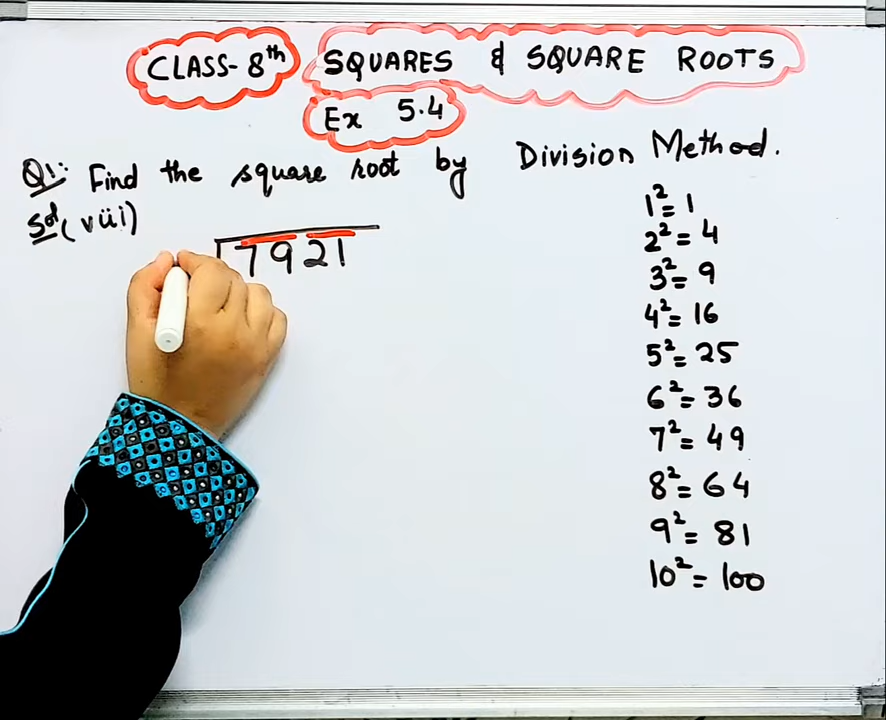 CLASS-8th SQUARES & SQUARE ROOTS
Ex 5.4
Q1: Find the square root by Division Method.
Sol (viii)
7921
1²=1
2²=4
3²=9
4²=16
5²=25
6²=36
7²=49
8²=64
9²=81
10²=100